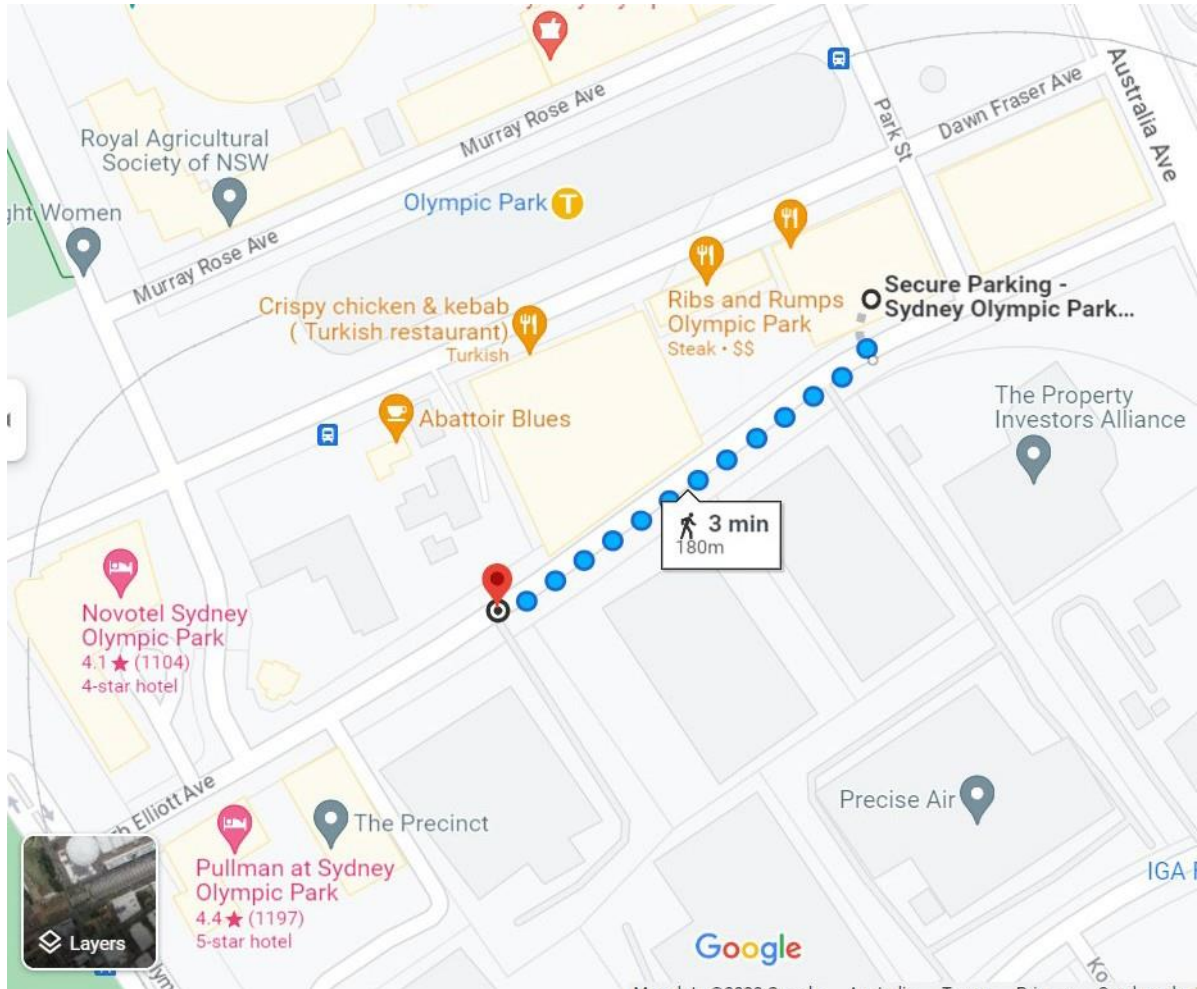 Murray Rose Ave
Australia Ave
Dawn Fraser Ave
Park St
Royal Agricultural
Society of NSW
Olympic Park
T
ght Women
Murray Rose Ave
Secure Parking -
Sydney Olympic Park...
Crispy chicken & kebab
( Turkish restaurant)
Turkish
Ribs and Rumps
Olympic Park
Steak • $$
The Property
Investors Alliance
Abattoir Blues
3 min
180m
Novotel Sydney
Olympic Park
4.1 ★ (1104)
4-star hotel
Precise Air
th Elliott Ave
The Precinct
Pullman at Sydney
Olympic Park
4.4 ★ (1197)
5-star hotel
IGA
Layers
Google
Ko